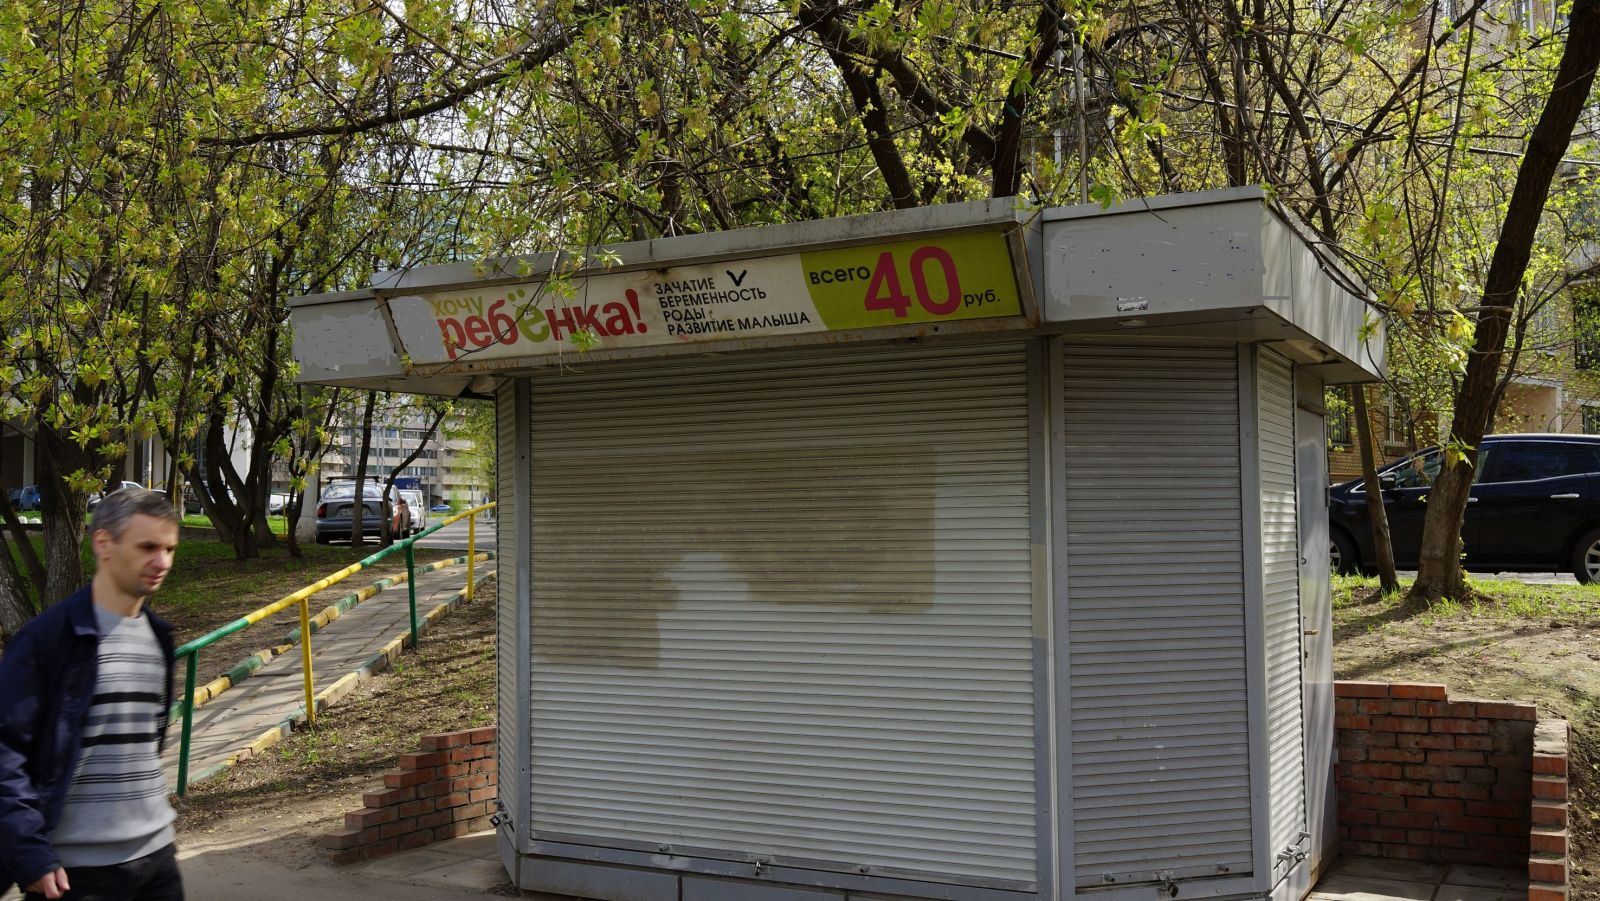 хочу
ребёнка!
ЗАЧАТИЕ
БЕРЕМЕННОСТЬ
РОДЫ
РАЗВИТИЕ МАЛЫША
всего 40 руб.